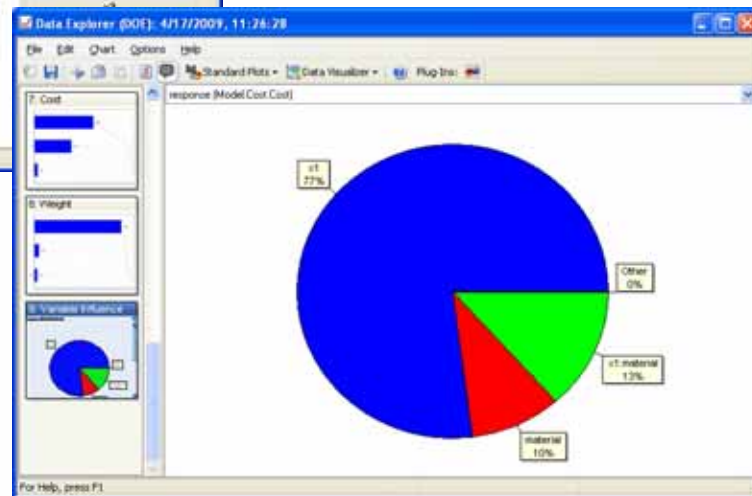 Data Explorer (DOE): 4/17/2009, 11:26:28
File Edit Chart Options Help
Standard Plots Data Visualizer Plug-Ins:
7: Cost
response (Model.Cost.Cost)
8: Weight
9: Variable Influence
x1
77%
Other
0%
x1:material
13%
material
10%
For Help, press F1